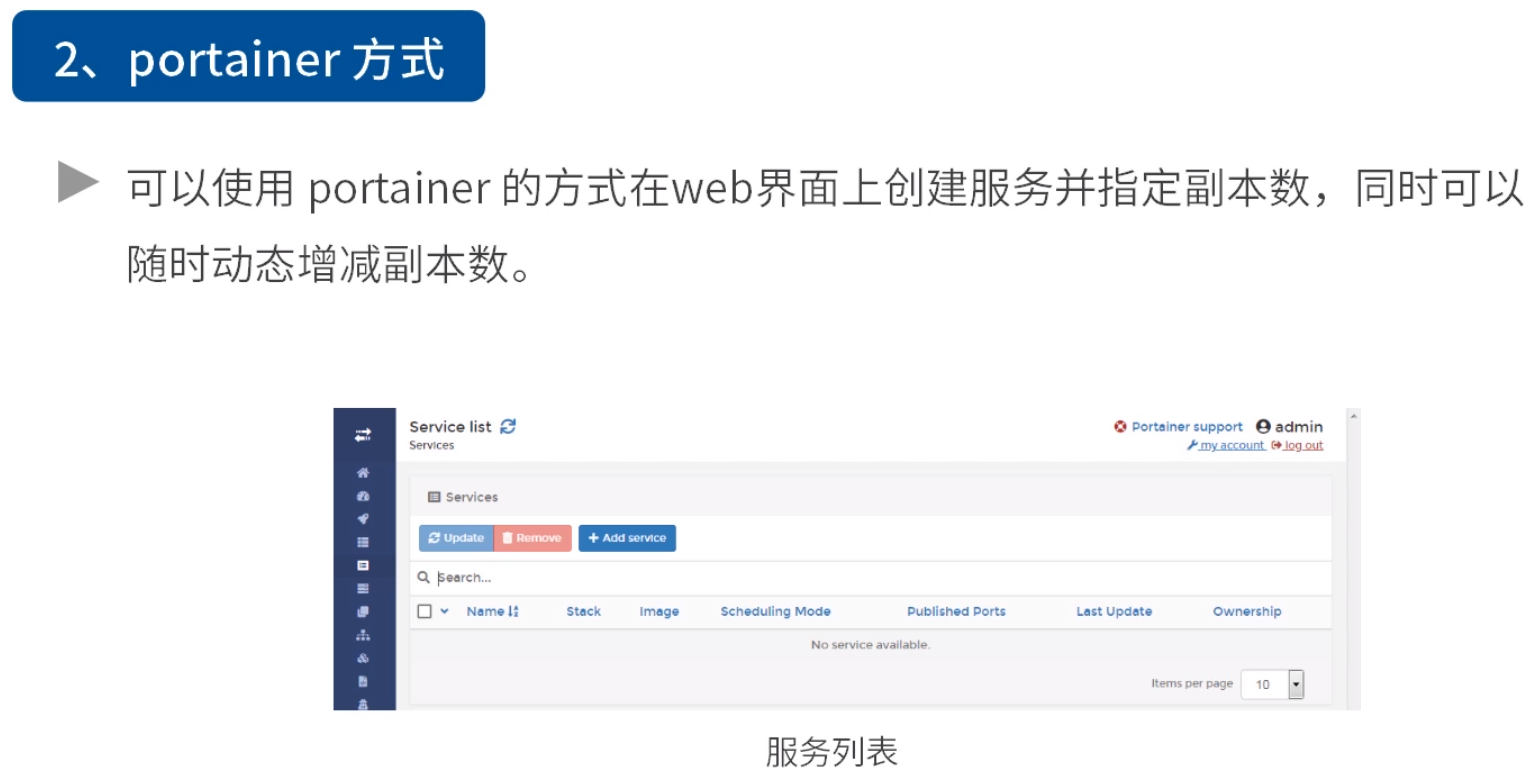 2、portainer 方式
可以使用 portainer 的方式在web界面上创建服务并指定副本数，同时可以
随时动态增减副本数。
Service list
Portainer support admin
Services
my account log out
Services
Update Remove + Add service
Search...
Name Stack Image Scheduling Mode Published Ports Last Update Ownership
No service available.
Items per page 10
服务列表